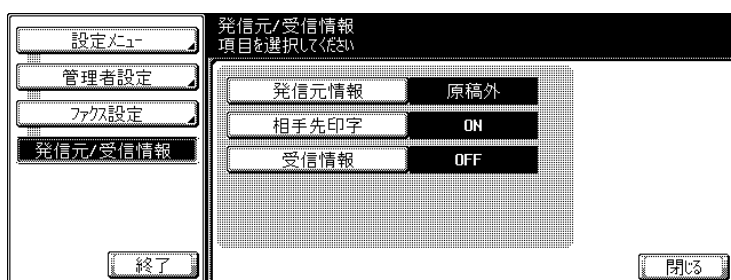 設定ﾒﾆｭｰ
管理者設定
ﾌｧｸｽ設定
発信元/受信情報
終了
発信元/受信情報
項目を選択してください
発信元情報 原稿外
相手先印字 ON
受信情報 OFF
閉じる